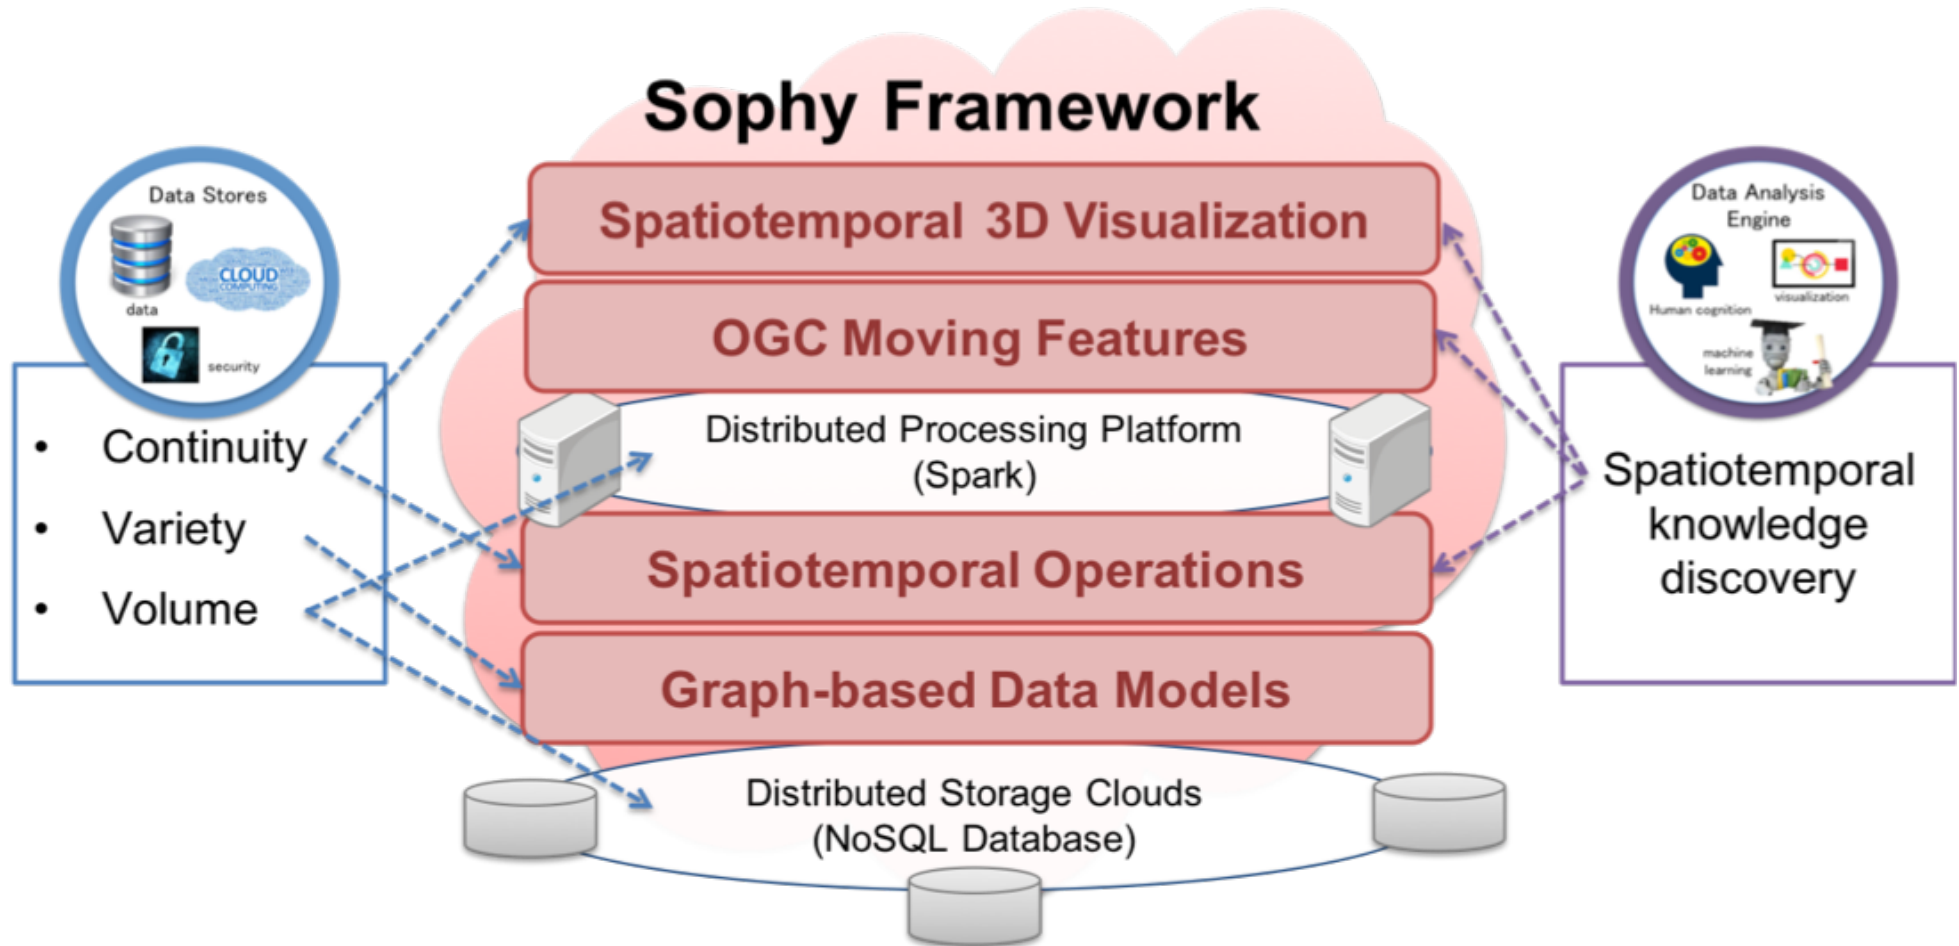 Sophy Framework
Data Stores
data
CLOUD
COMPUTING
security
• Continuity
• Variety
• Volume
Spatiotemporal 3D Visualization
OGC Moving Features
Distributed Processing Platform
(Spark)
Spatiotemporal Operations
Graph-based Data Models
Distributed Storage Clouds
(NoSQL Database)
Data Analysis
Engine
Human cognition
visualization
machine
learning
Spatiotemporal
knowledge
discovery